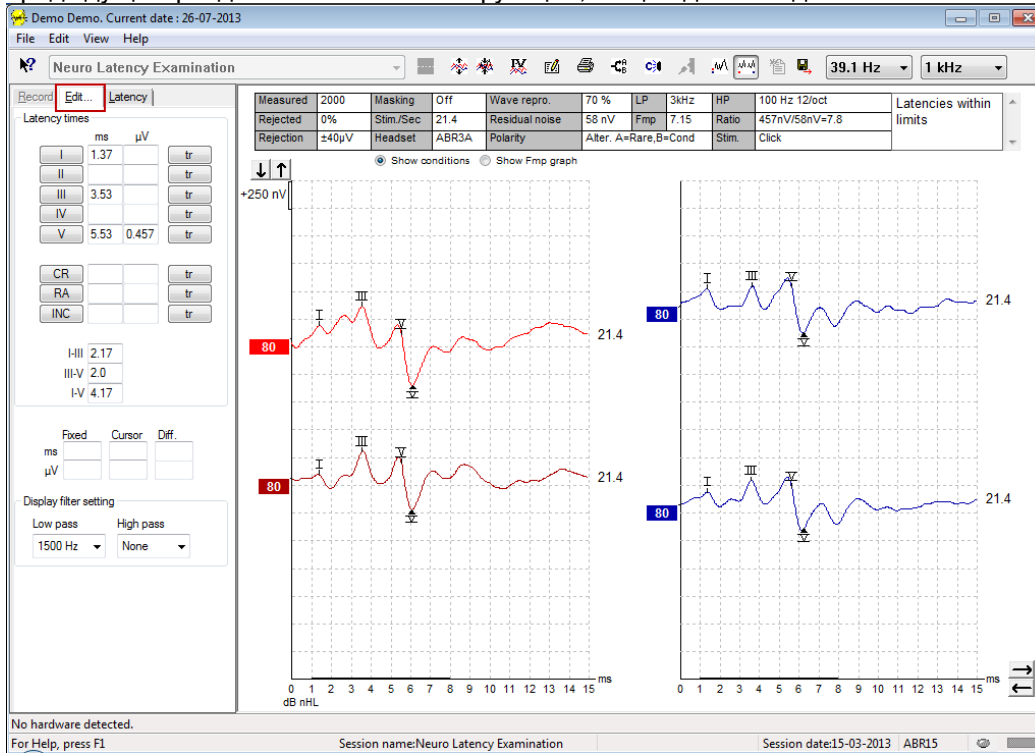 Demo Demo. Current date : 26-07-2013
File Edit View Help
Neuro Latency Examination 39.1 Hz 1 kHz
Record Edit... Latency
Measured 2000 Masking Off Wave repro. 70 % LP 3kHz HP 100 Hz 12/oct Latencies within
Rejected 0% Stim./Sec 21.4 Residual noise 58 nV Fmp 7.15 Ratio 457nV/58nV=7.8 limits
Rejection ±40µV Headset ABR3A Polarity Alter. A=Rare,B=Cond Stim. Click
Show conditions Show Fmp graph
Latency times
ms µV
I 1.37 tr
II tr
III 3.53 tr
IV tr
V 5.53 0.457 tr
CR tr
RA tr
INC tr
I-III 2.17
III-V 2.0
I-V 4.17
Fixed Cursor Diff.
ms
µV
Display filter setting
Low pass High pass
1500 Hz None
+250 nV
I III V
80 21.4
I III V
80 21.4
0 1 2 3 4 5 6 7 8 9 10 11 12 13 14 15 ms
dB nHL
I III V
80 21.4
I III V
80 21.4
0 1 2 3 4 5 6 7 8 9 10 11 12 13 14 15 ms
No hardware detected.
For Help, press F1 Session name:Neuro Latency Examination Session date:15-03-2013 ABR15